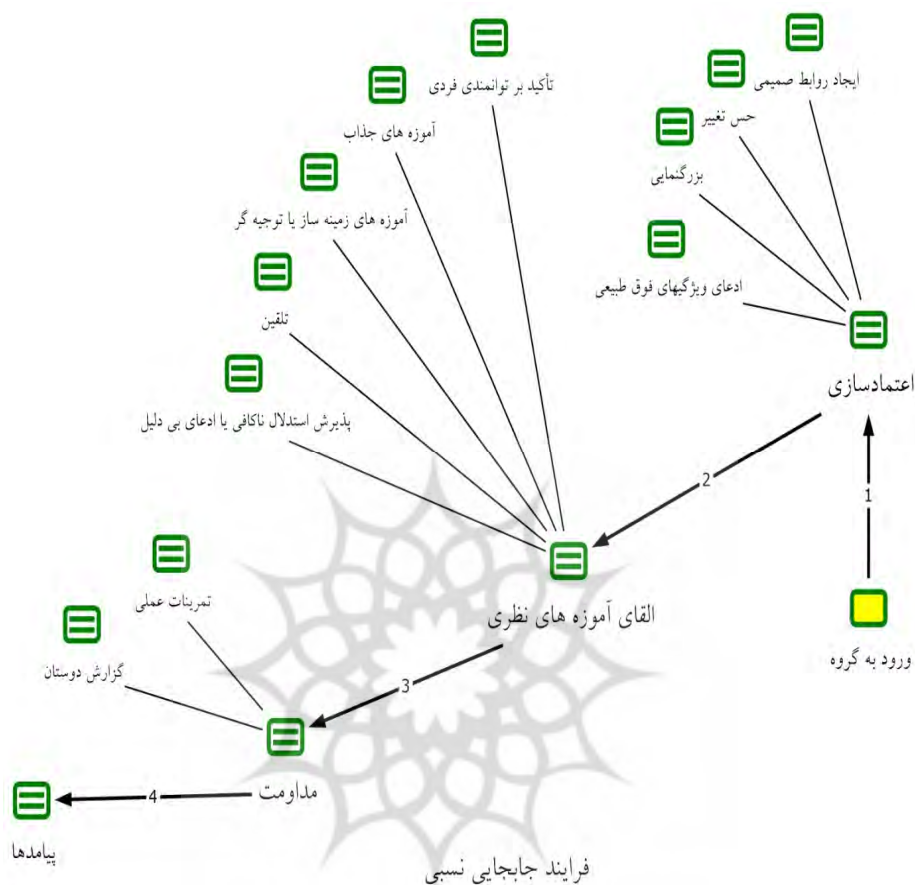 ایجاد روابط صمیمی
تأکید بر توانمندی فردی
حس تغییر
آموزه های جذاب
بزرگنمایی
آموزه های زمینه ساز یا توجیه گر
ادعای ویژگیهای فوق طبیعی
تلقین
اعتمادسازی
پذیرش استدلال ناکافی یا ادعای بی دلیل
2
1
تمرینات عملی
القای آموزه های نظری
ورود به گروه
گزارش دوستان
3
مداومت
4
پیامدها
فرایند جابجایی نسبی